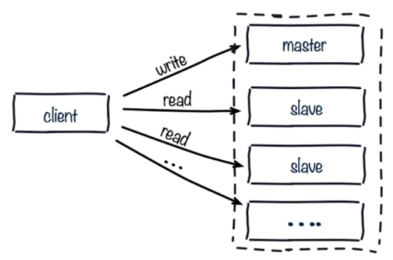 write
master
client
read
slave
read
slave
...
....